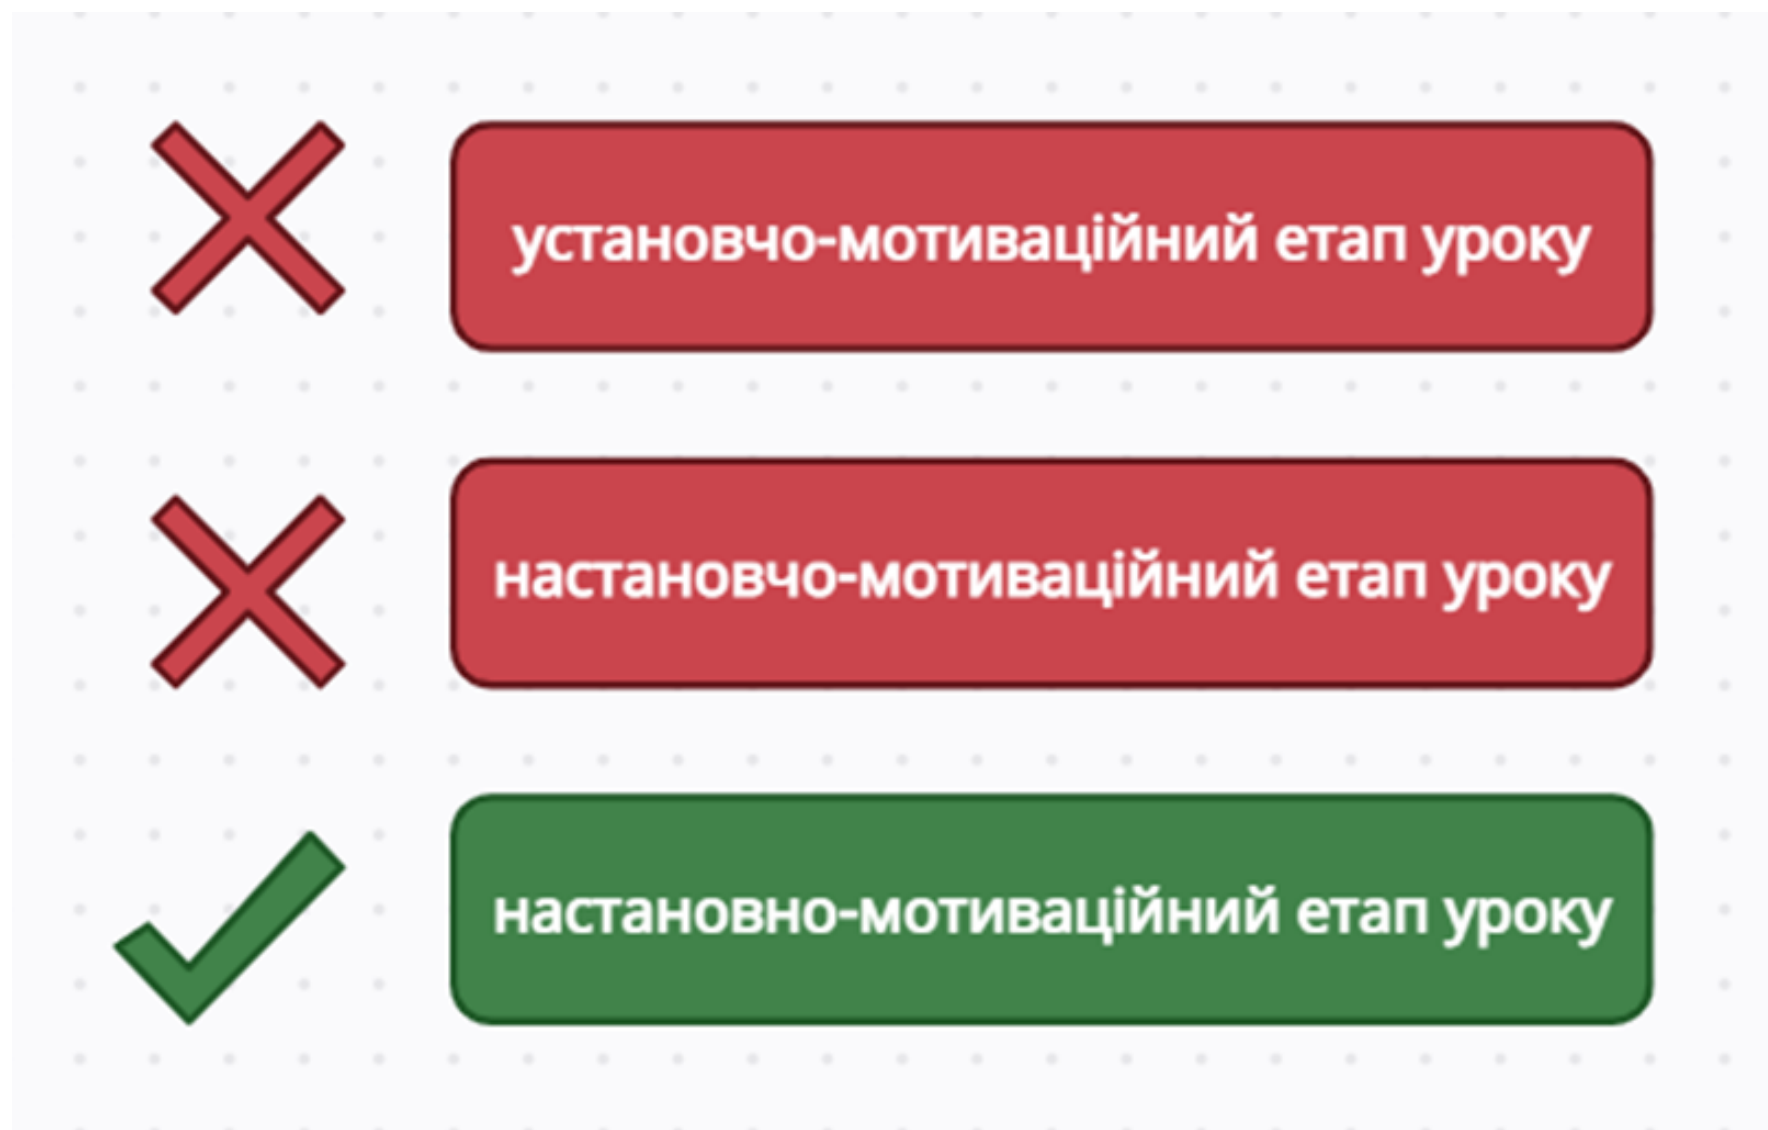 установчо-мотиваційний етап уроку
настановчо-мотиваційний етап уроку
настановно-мотиваційний етап уроку